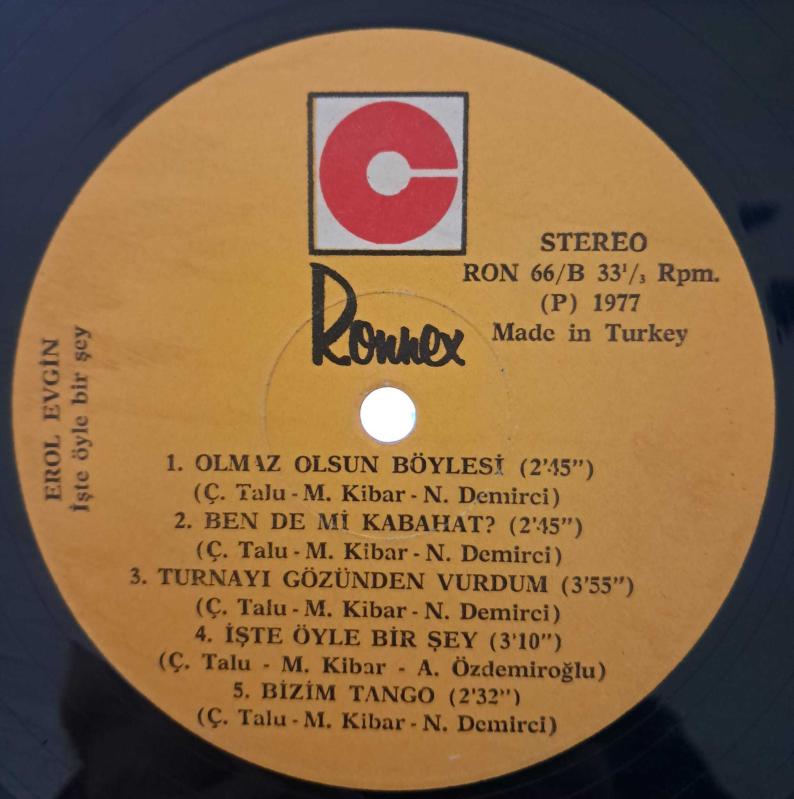 Ronnex
STEREO
RON 66/B 33¹/₃ Rpm.
(P) 1977
Made in Turkey
EROL EVGİN
İşte öyle bir şey
1. OLMAZ OLSUN BÖYLESİ (2'45")
(Ç. Talu - M. Kibar - N. Demirci)
2. BEN DE Mİ KABAHAT? (2'45")
(Ç. Talu - M. Kibar - N. Demirci)
3. TURNAYI GÖZÜNDEN VURDUM (3'55")
(Ç. Talu - M. Kibar - N. Demirci)
4. İŞTE ÖYLE BİR ŞEY (3'10")
(Ç. Talu - M. Kibar - A. Özdemiroğlu)
5. BİZİM TANGO (2'32")
(Ç. Talu - M. Kibar - N. Demirci)